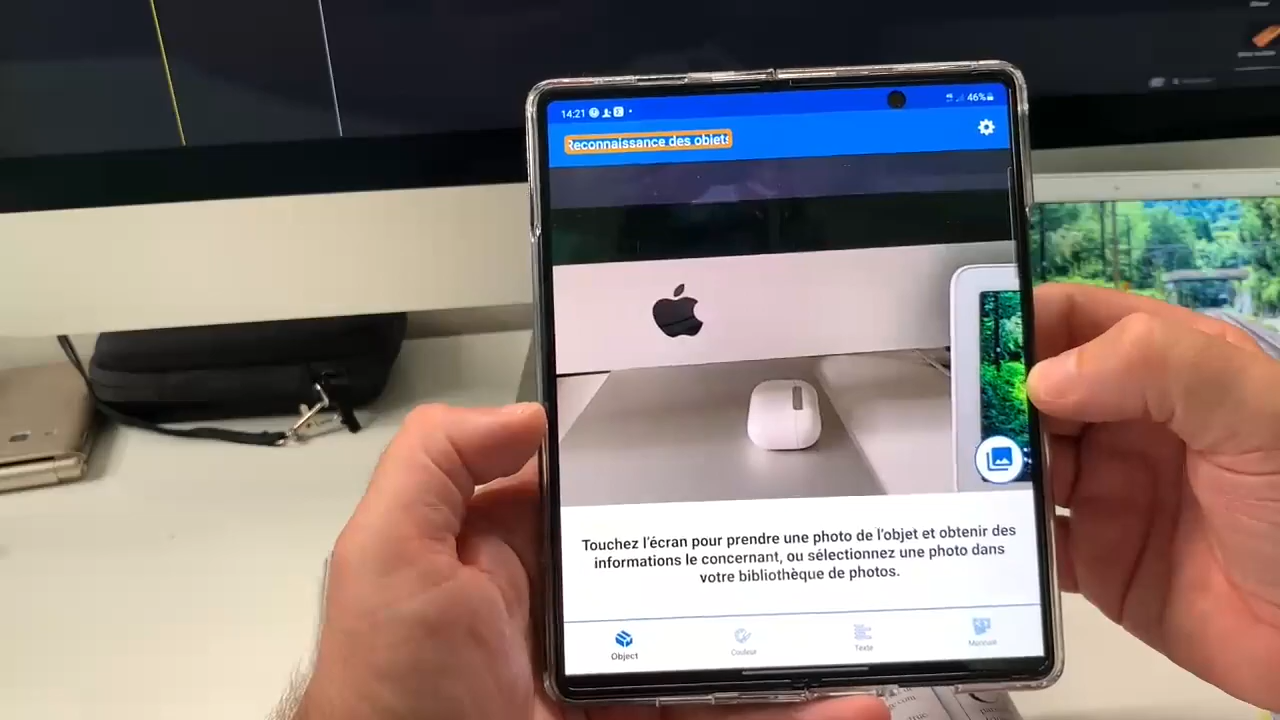 14:21
46%
Reconnaissance des objets
Touchez l'écran pour prendre une photo de l'objet et obtenir des
informations le concernant, ou sélectionnez une photo dans
votre bibliothèque de photos.
Object
Couleur
Texte